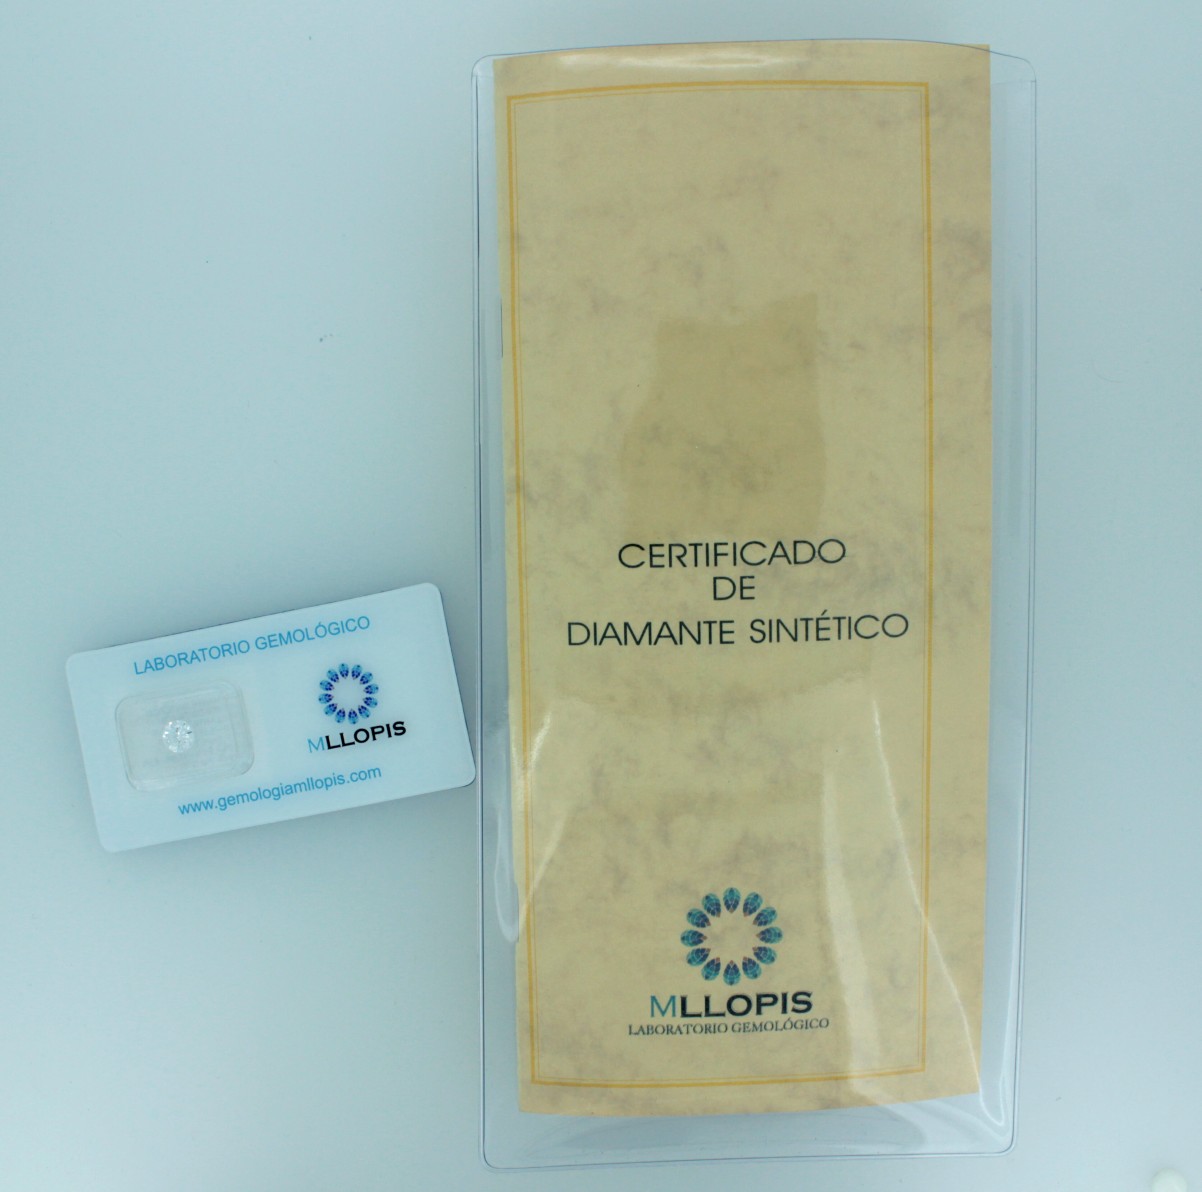 LABORATORIO GEMOLÓGICO
MLLOPIS
www.gemologiamllopis.com
CERTIFICADO
DE
DIAMANTE SINTÉTICO
MLLOPIS
LABORATORIO GEMOLÓGICO